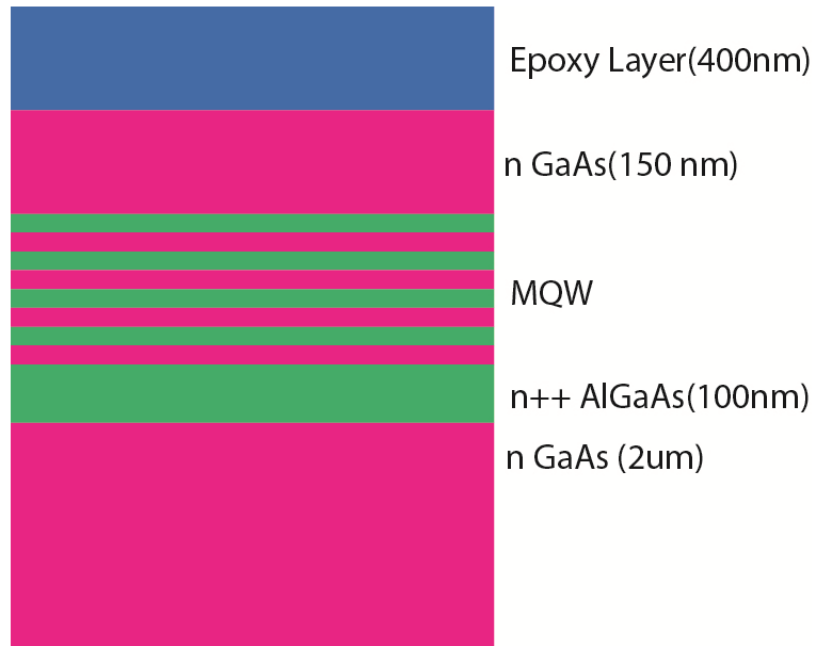 Epoxy Layer(400nm)
n GaAs(150 nm)
MQW
n++ AlGaAs(100nm)
n GaAs (2um)